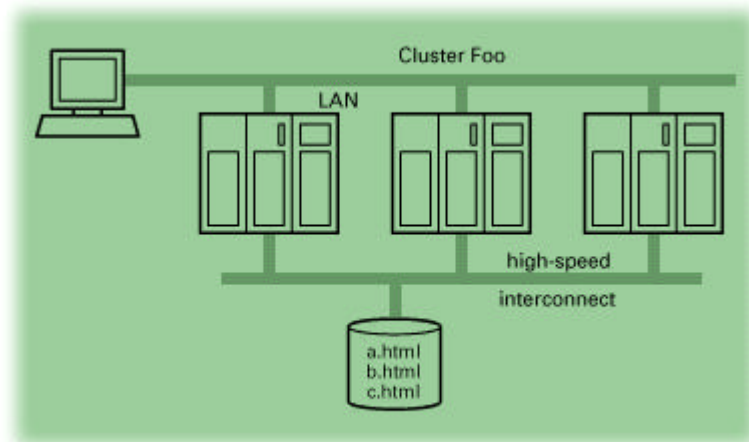 Cluster Foo
LAN
high-speed
interconnect
a.html
b.html
c.html